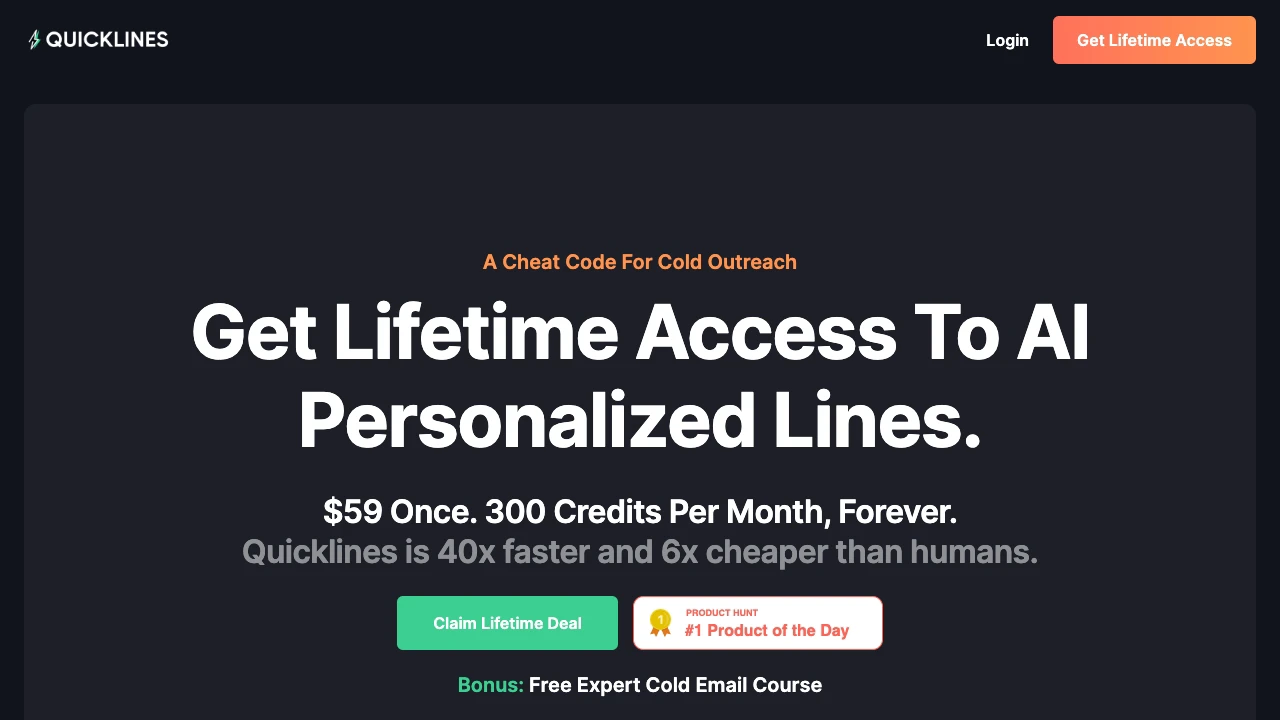 QUICKLINES
Login
Get Lifetime Access
A Cheat Code For Cold Outreach
Get Lifetime Access To AI
Personalized Lines.
$59 Once. 300 Credits Per Month, Forever.
Quicklines is 40x faster and 6x cheaper than humans.
Claim Lifetime Deal
1
PRODUCT HUNT
#1 Product of the Day
Bonus: Free Expert Cold Email Course